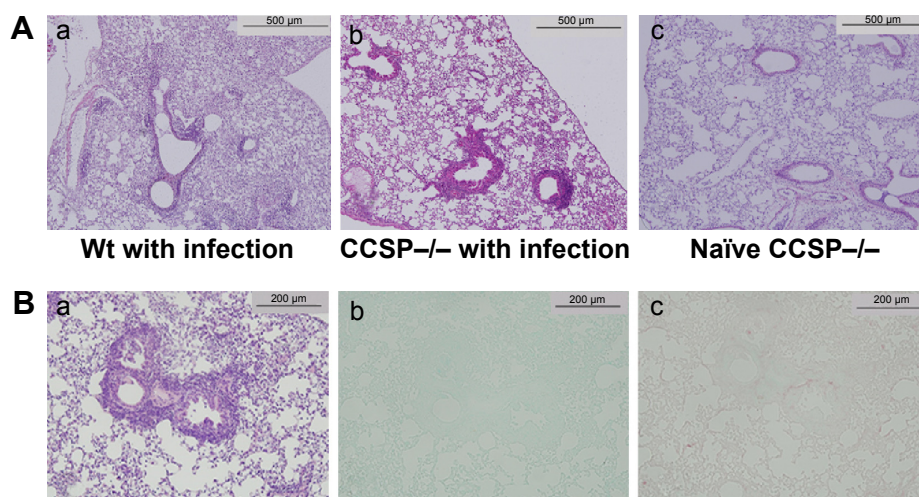 A
a
500 µm
b
500 µm
c
500 µm
Wt with infection
CCSP–/– with infection
Naïve CCSP–/–
B
a
200 µm
b
200 µm
c
200 µm